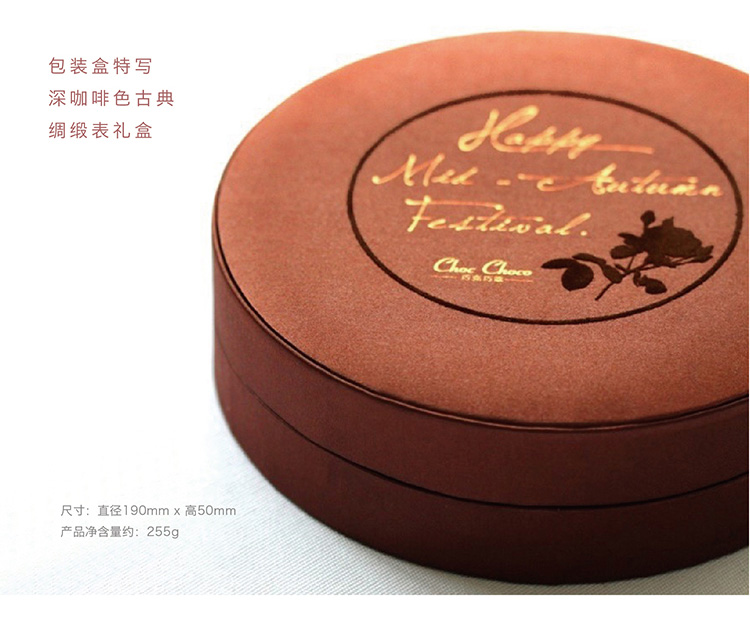 包装盒特写
深咖啡色古典
绸缎表礼盒
Happy
Mid - Autumn
Festival.
Choc Choco
尺寸：直径190mm x 高50mm
产品净含量约：255g